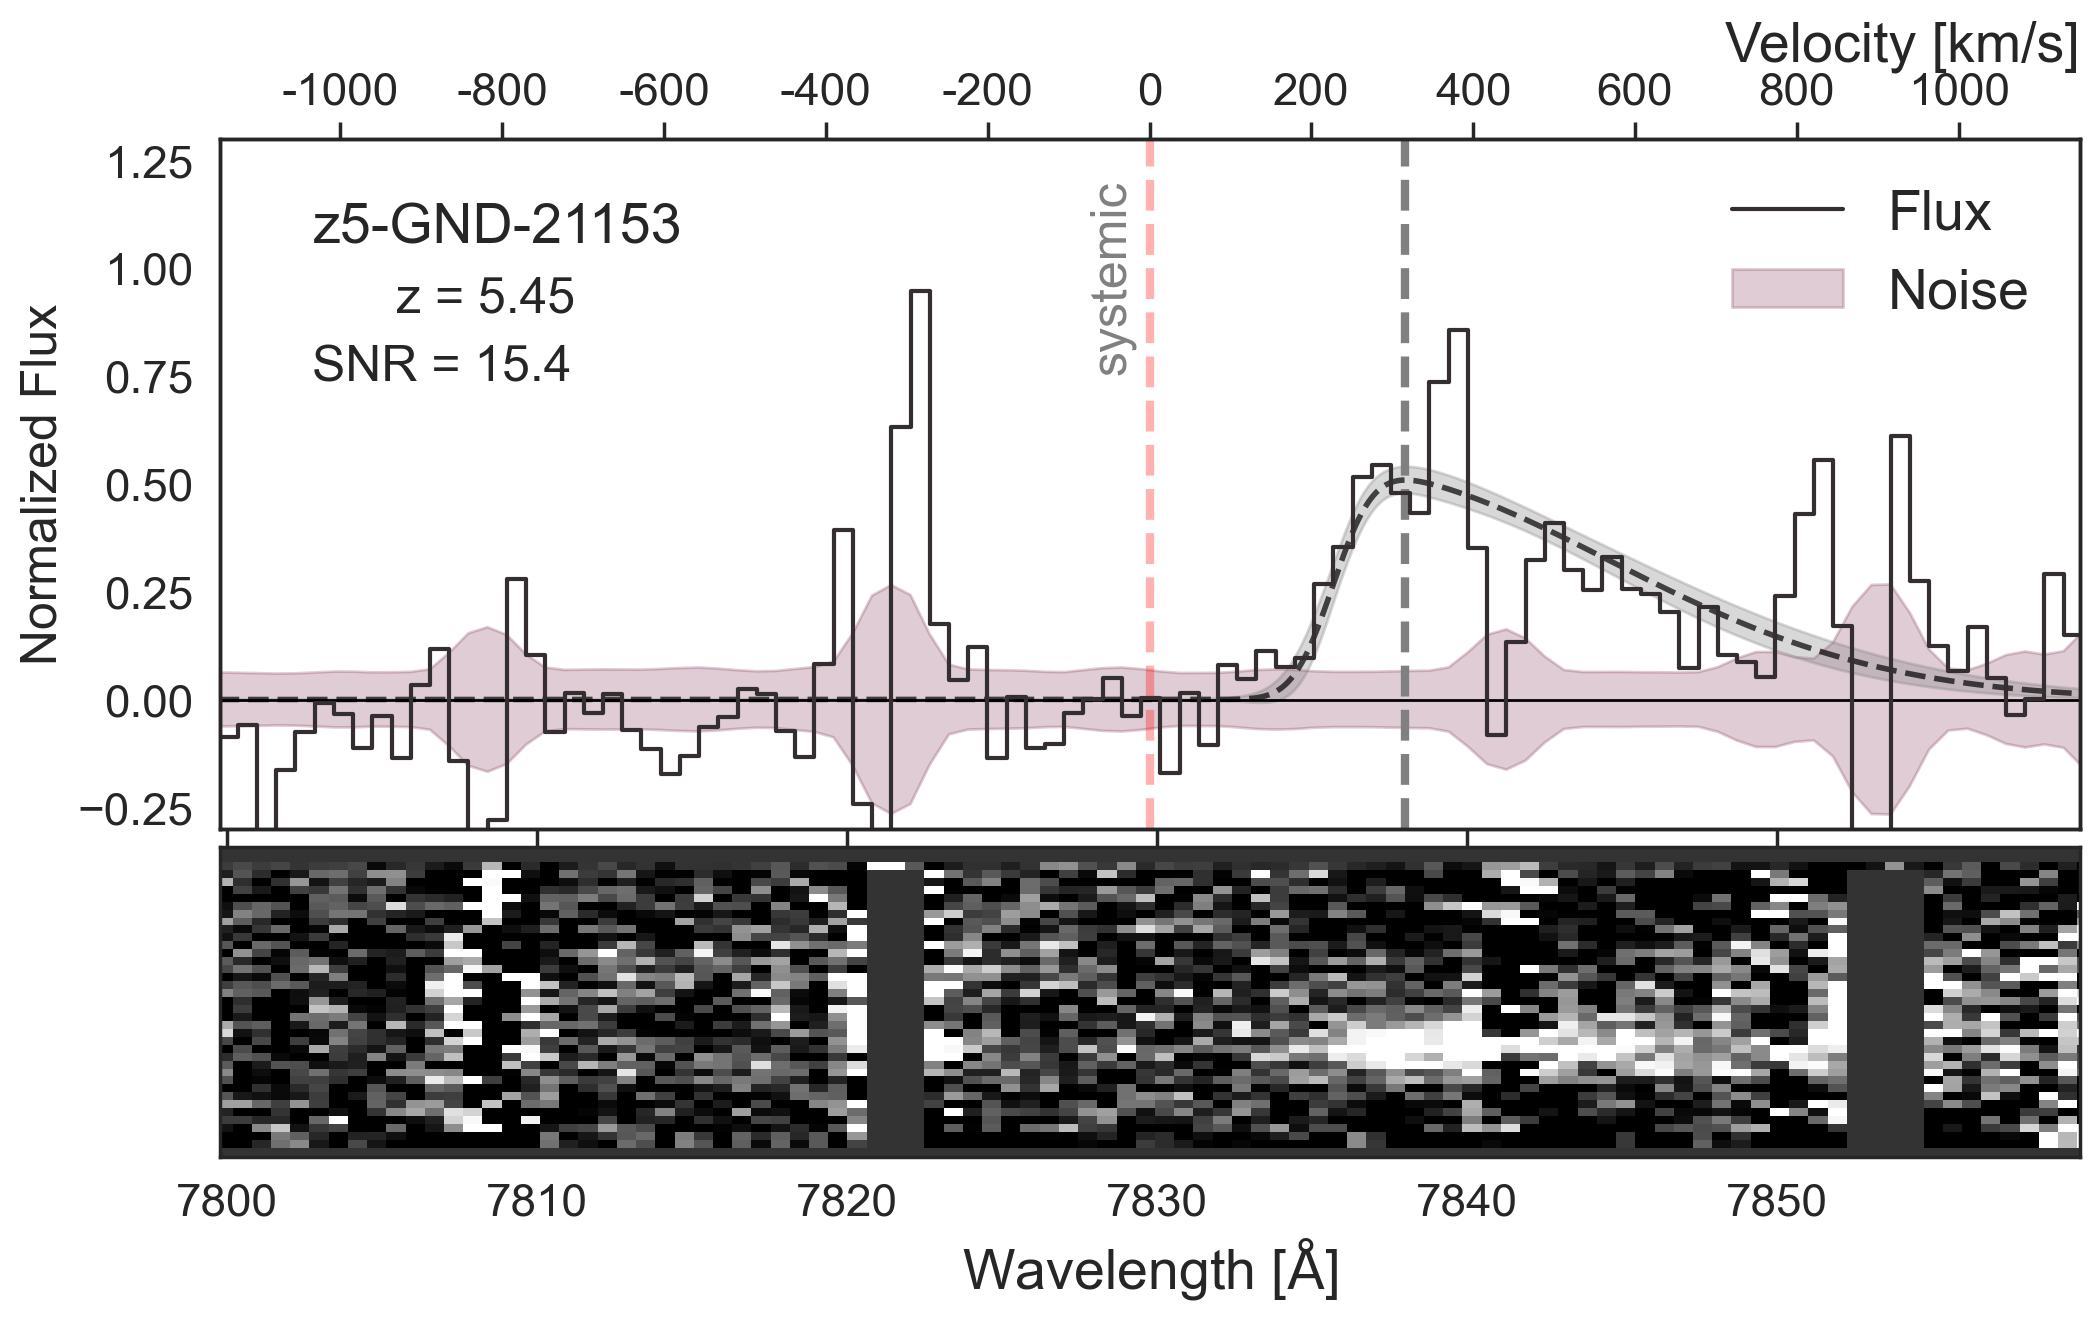 Velocity [km/s]
-1000 -800 -600 -400 -200 0 200 400 600 800 1000
1.25
1.00
0.75
0.50
0.25
0.00
−0.25
Normalized Flux
z5-GND-21153
z = 5.45
SNR = 15.4
systemic
Flux
Noise
7800 7810 7820 7830 7840 7850
Wavelength [Å]